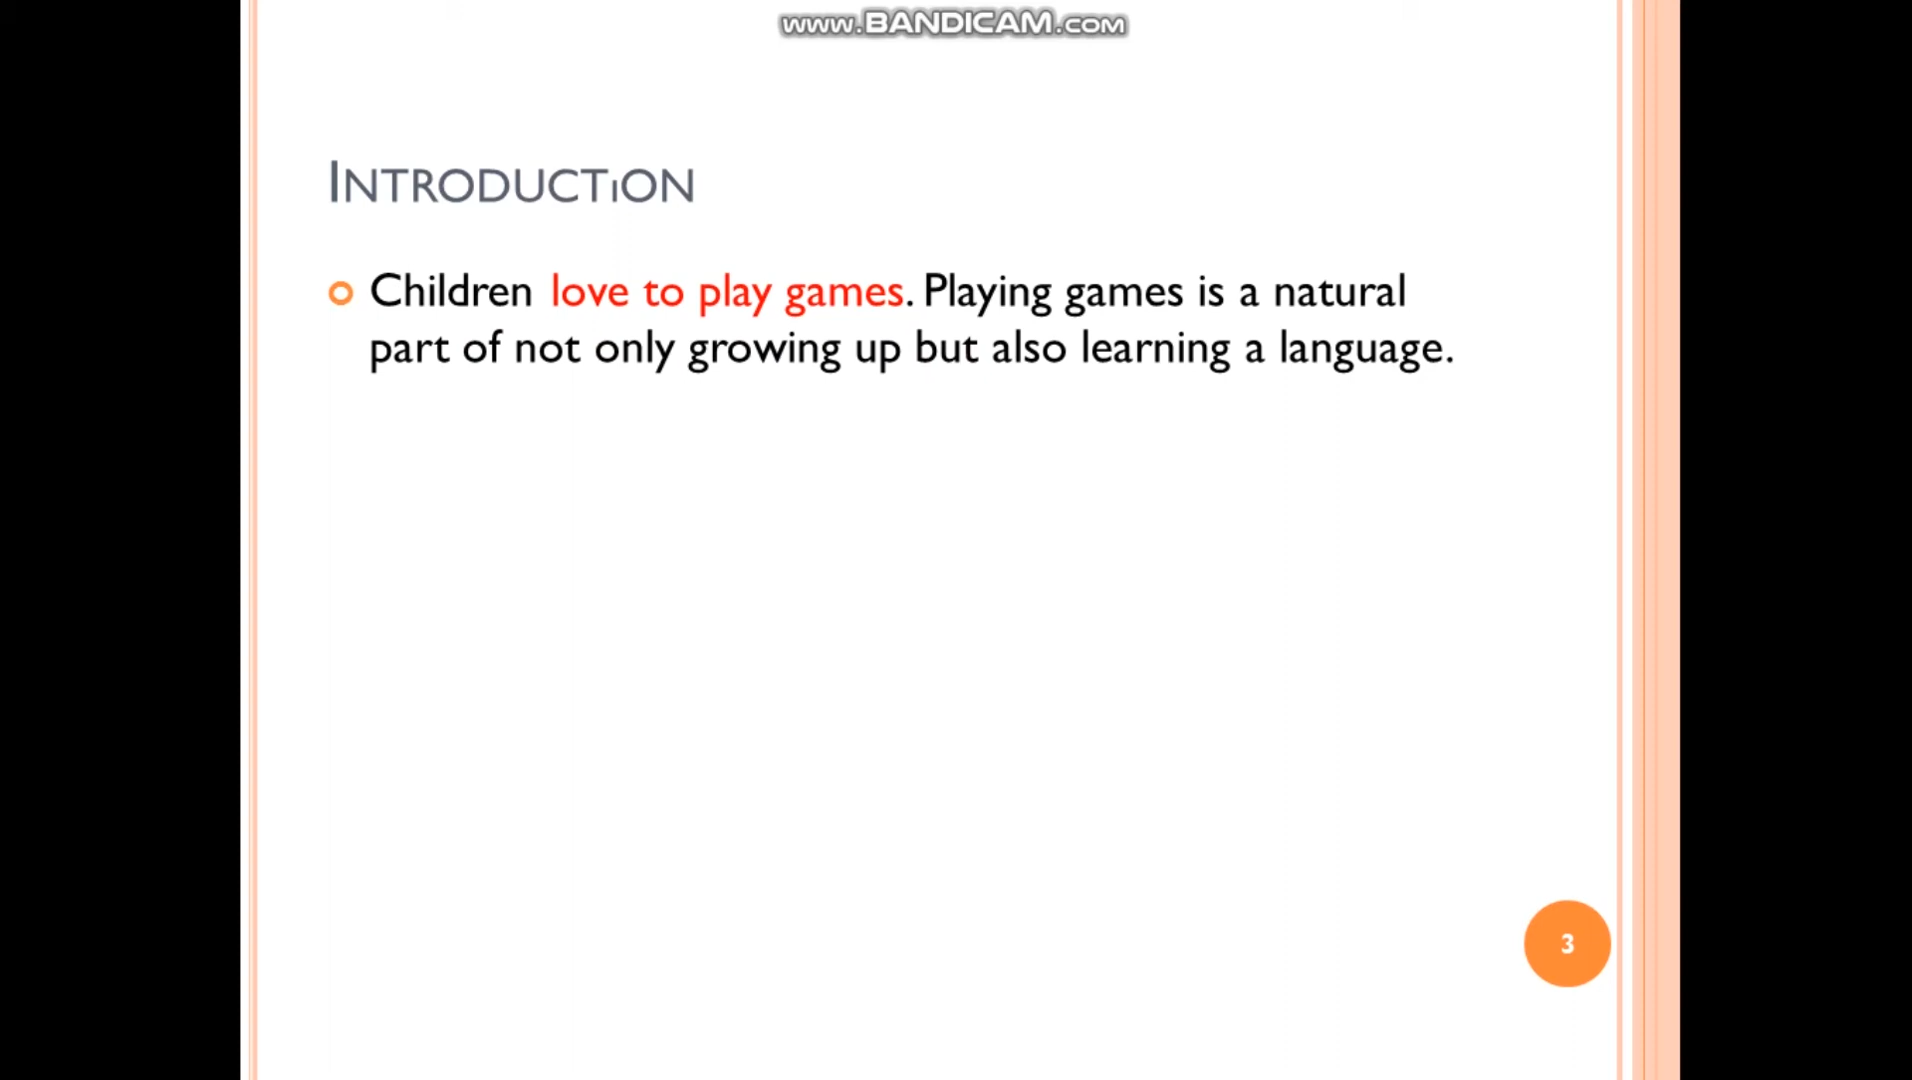 www.BANDICAM.com
INTRODUCTiON
Children love to play games. Playing games is a natural
part of not only growing up but also learning a language.
3